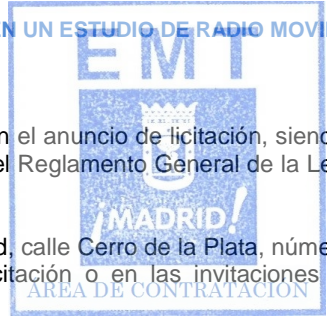 EN UN ESTUDIO DE RADIO MOVI
EMT
n el anuncio de licitación, siend
el Reglamento General de la Le
¡MADRID!
d, calle Cerro de la Plata, núme
citación o en las invitaciones
AREA DE CONTRATACION